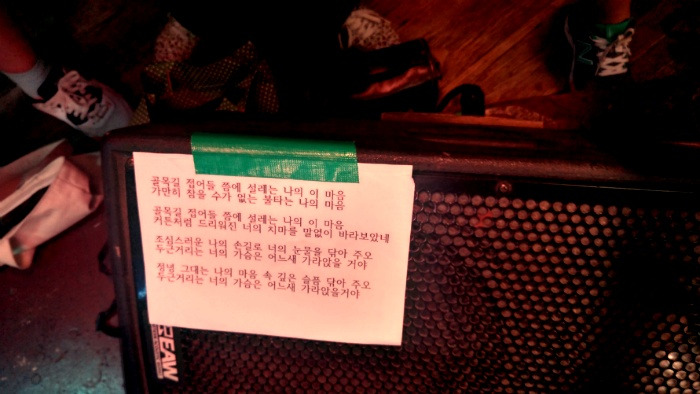 골목길 접어들 쯤에 설레는 나의 이 마음
가만히 잠을 수가 없는 불타는 나의 마음
골목길 접어들 쯤에 설레는 나의 이 마음
커튼처럼 드리워진 너의 치마를 말없이 바라보았네
조심스러운 나의 손길로 너의 눈물을 닦아 주오
두근거리는 너의 가슴은 어느새 가라앉을 거야
정녕 그대는 나의 마음 속 깊은 슬픔 닦아 주오
두근거리는 너의 가슴은 어느새 가라앉을거야
EAW